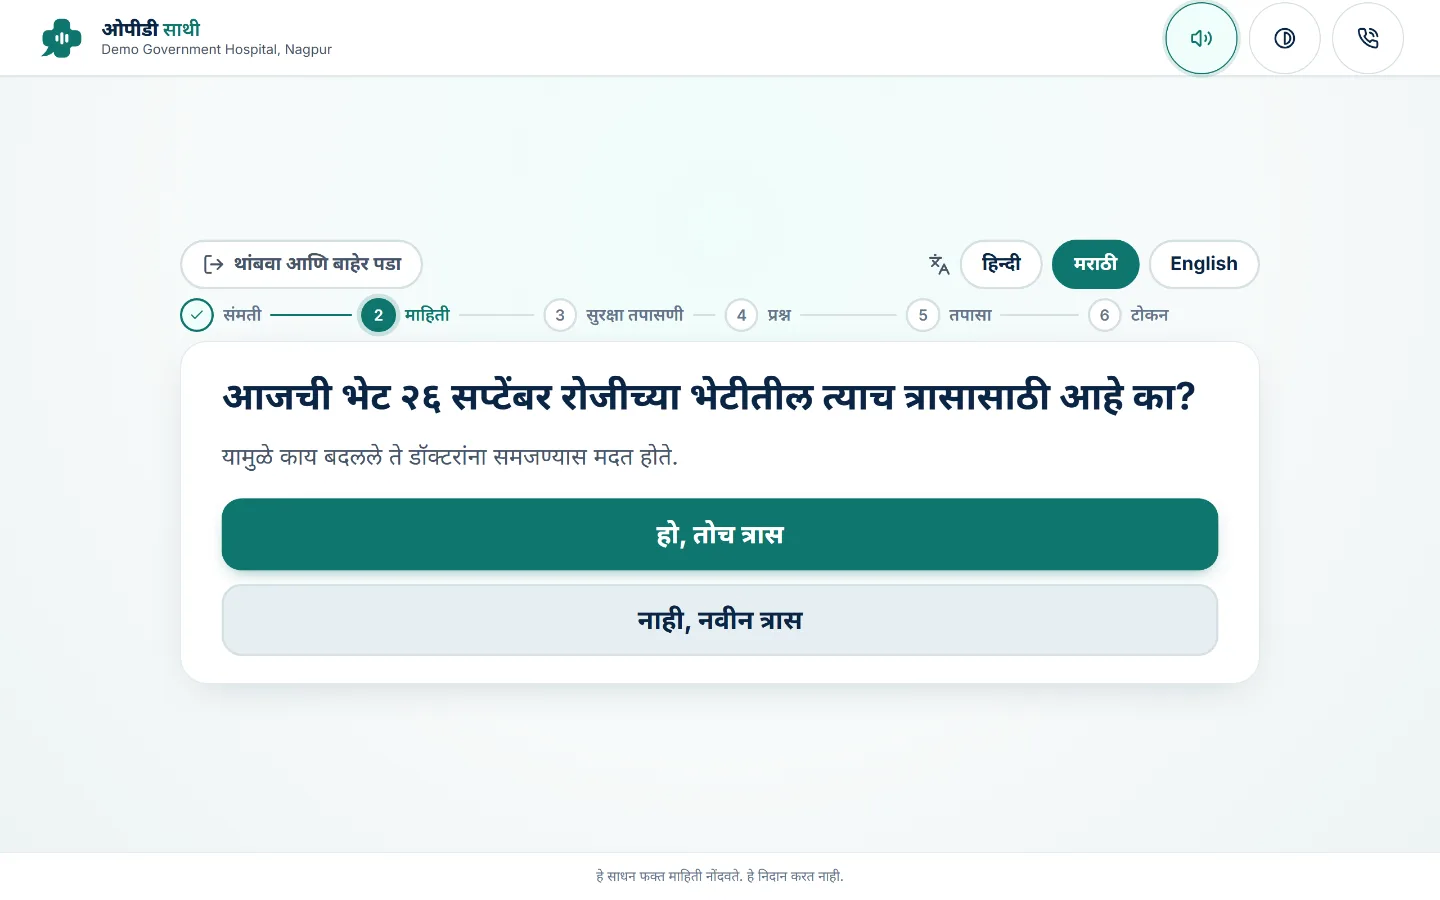 ओपीडी साथी
Demo Government Hospital, Nagpur
थांबवा आणि बाहेर पडा
हिन्दी
मराठी
English
संमती
2 माहिती
3 सुरक्षा तपासणी
4 प्रश्न
5 तपासा
6 टोकन
आजची भेट २६ सप्टेंबर रोजीच्या भेटीतील त्याच त्रासासाठी आहे का?
यामुळे काय बदलले ते डॉक्टरांना समजण्यास मदत होते.
हो, तोच त्रास
नाही, नवीन त्रास
हे साधन फक्त माहिती नोंदवते. हे निदान करत नाही.